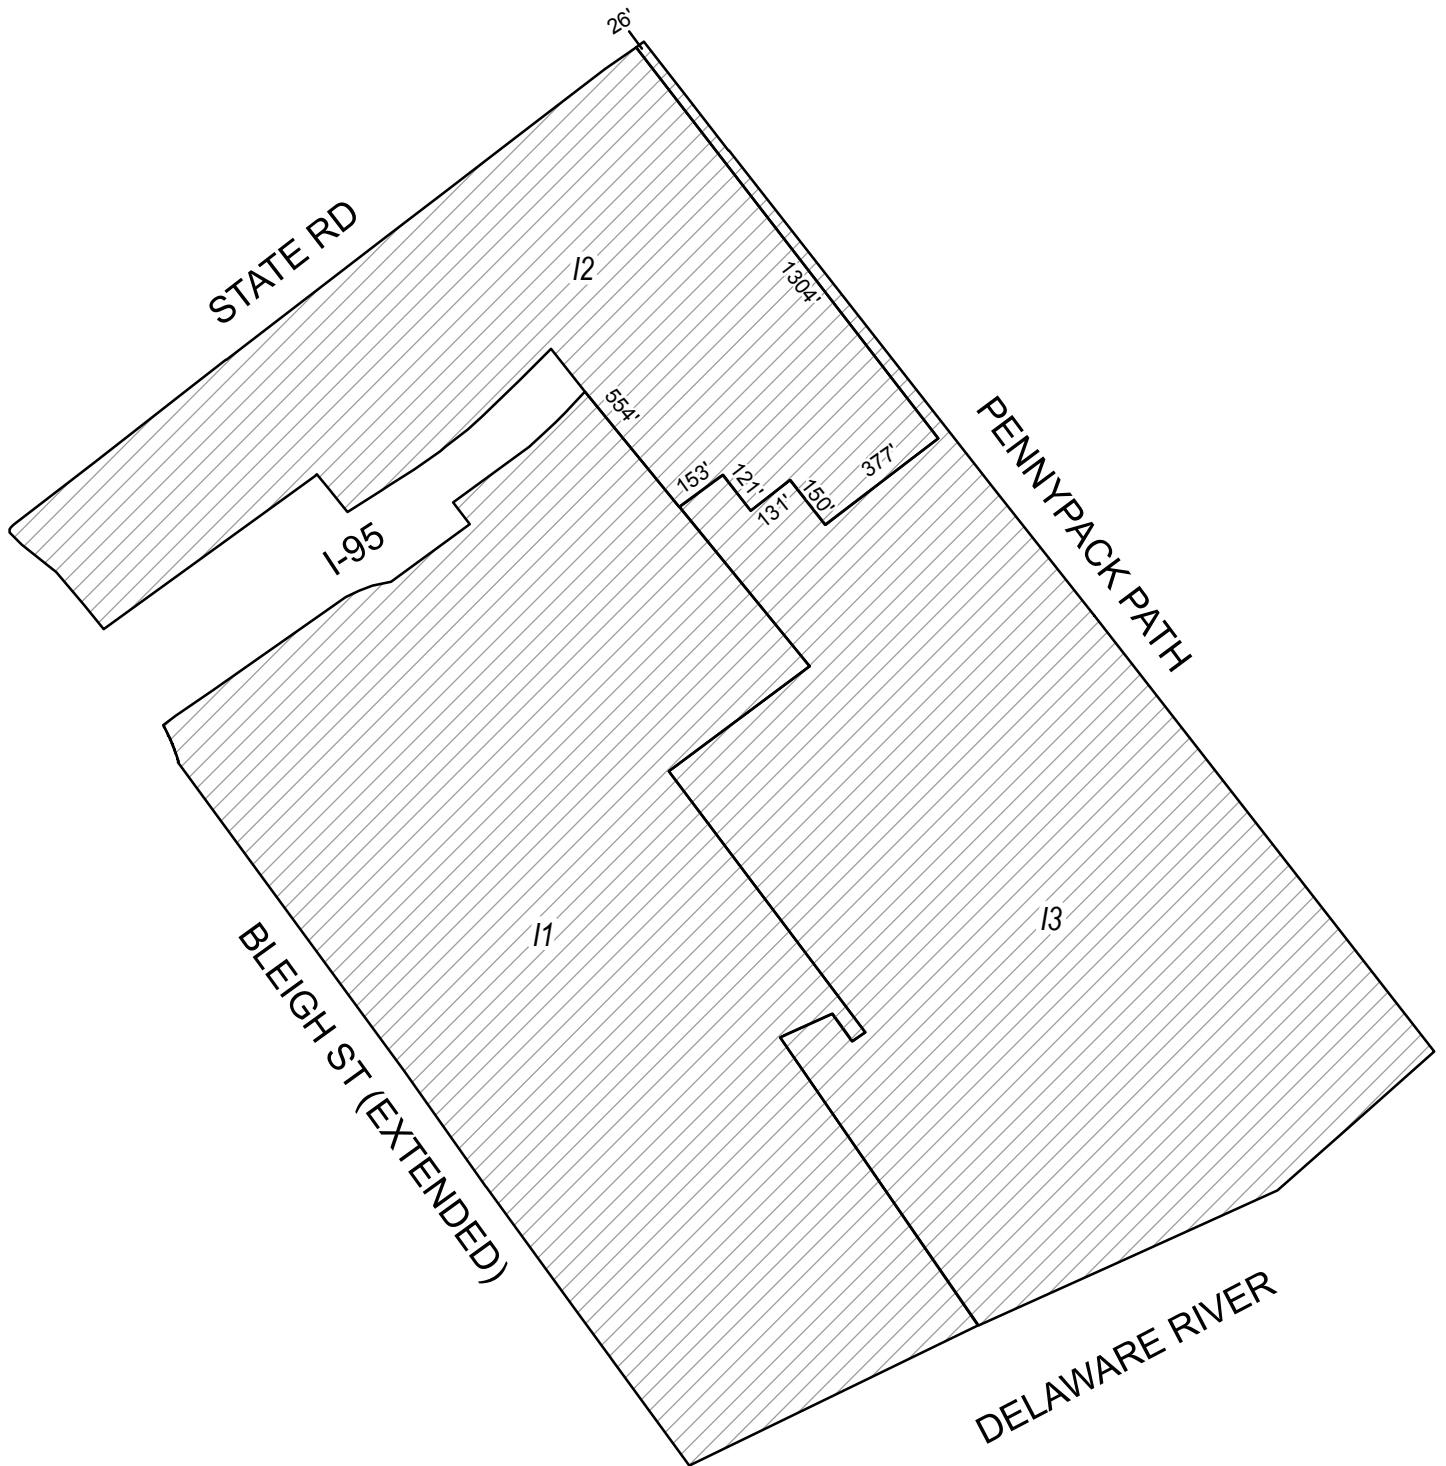 26'
STATE RD
I2
1304'
554'
153'
121'
131'
150'
377'
PENNYPACK PATH
I-95
I1
I3
BLEIGH ST (EXTENDED)
DELAWARE RIVER